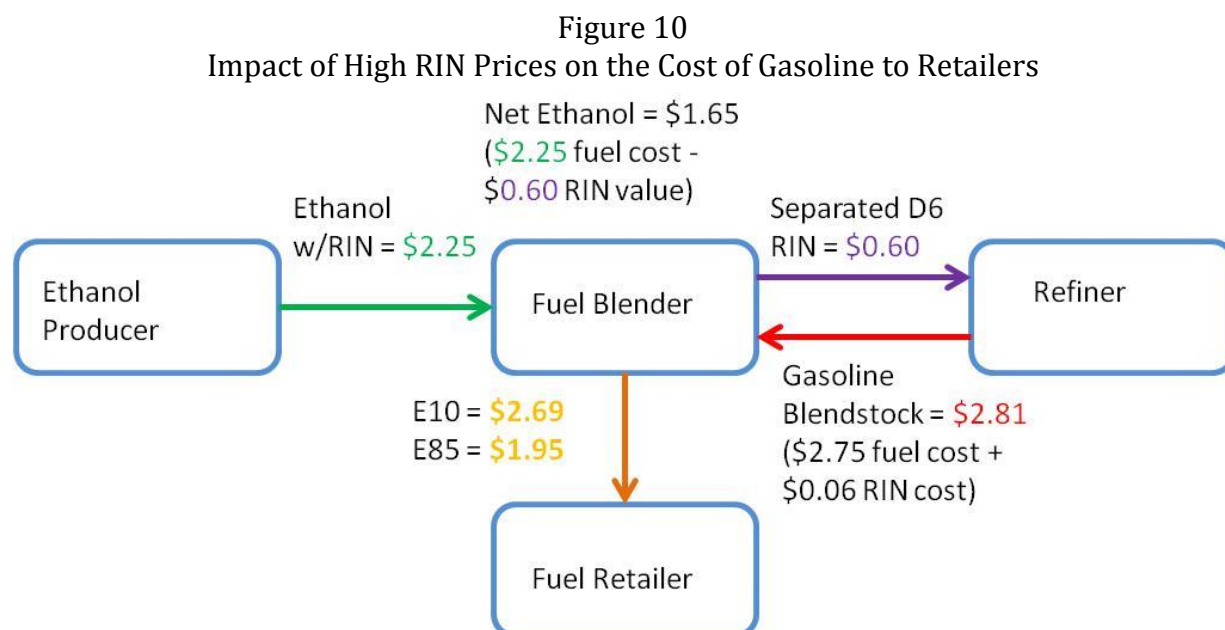 Figure 10
Impact of High RIN Prices on the Cost of Gasoline to Retailers
Net Ethanol = $1.65
($2.25 fuel cost -
$0.60 RIN value)
Ethanol
w/RIN = $2.25
Separated D6
RIN = $0.60
Ethanol
Producer
Fuel Blender
Refiner
E10 = $2.69
E85 = $1.95
Gasoline
Blendstock = $2.81
($2.75 fuel cost +
$0.06 RIN cost)
Fuel Retailer